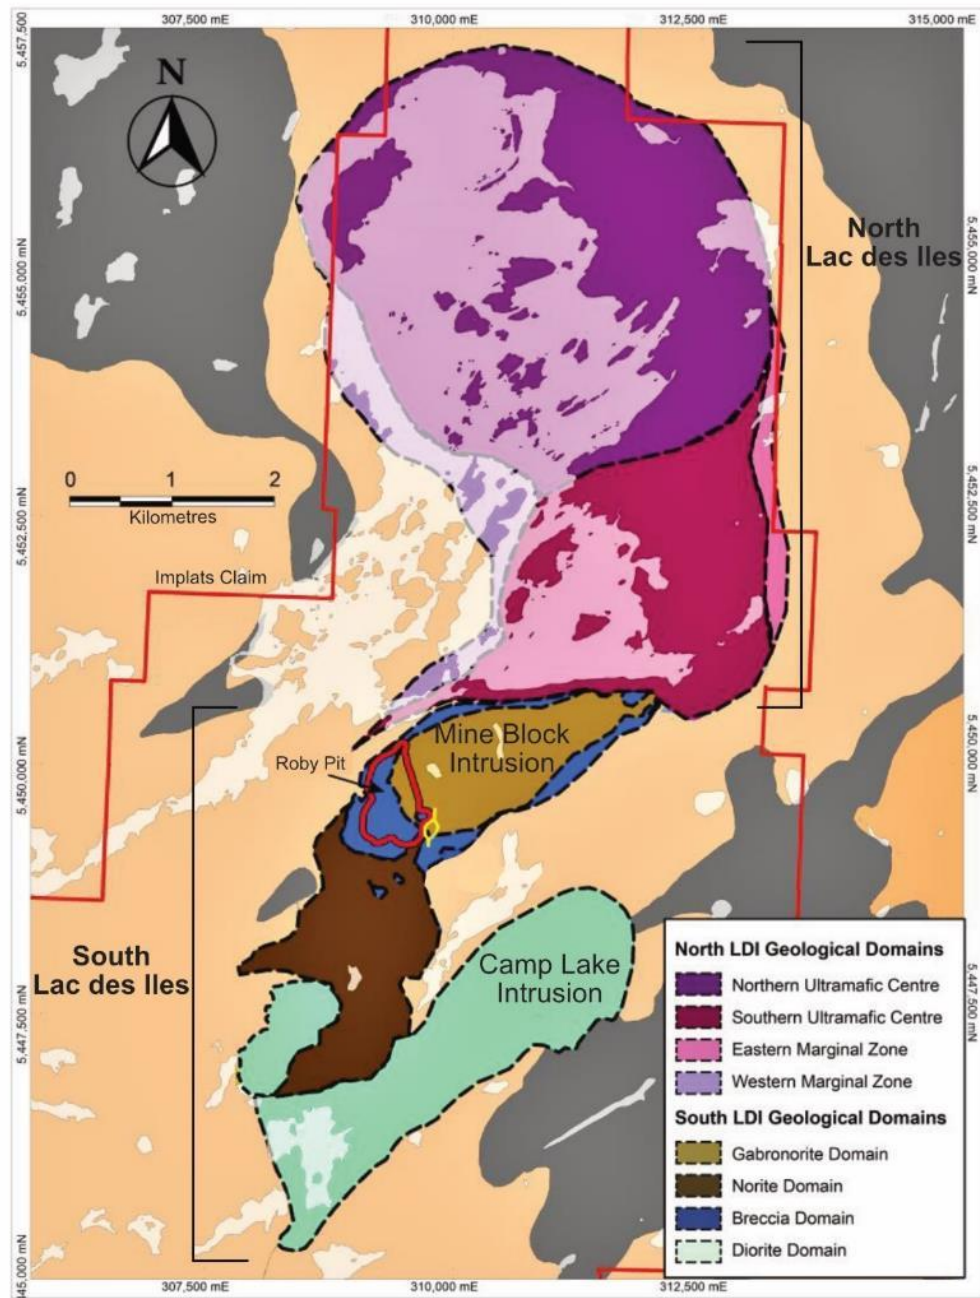 307,500 mE
310,000 mE
312,500 mE
315,000 mE
5,457,500
N
North
Lac des Iles
5,455,000 mN
5,455,000 mN
0 1 2
Kilometres
5,452,500 mN
5,452,500 mN
Implats Claim
Mine Block
Intrusion
Roby Pit
5,450,000 mN
5,450,000 mN
South
Lac des Iles
Camp Lake
Intrusion
5,447,500 mN
5,447,500 mN
North LDI Geological Domains
Northern Ultramafic Centre
Southern Ultramafic Centre
Eastern Marginal Zone
Western Marginal Zone
South LDI Geological Domains
Gabronorite Domain
Norite Domain
Breccia Domain
Diorite Domain
445,000 mN
307,500 mE
310,000 mE
312,500 mE